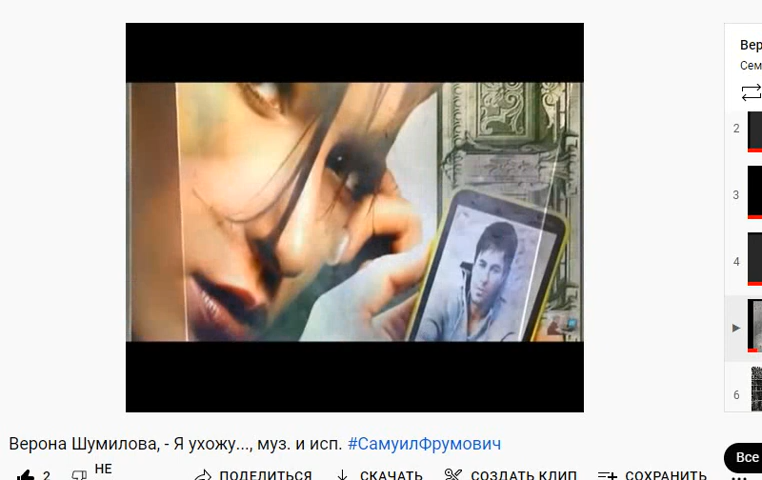 Вер
Сем
2
3
4
6
Верона Шумилова, - Я ухожу..., муз. и исп. #СамуилФрумович
Все
2
НЕ
ПОДЕЛИТЬСЯ
СКАЧАТЬ
СОЗДАТЬ КЛИП
СОХРАНИТЬ